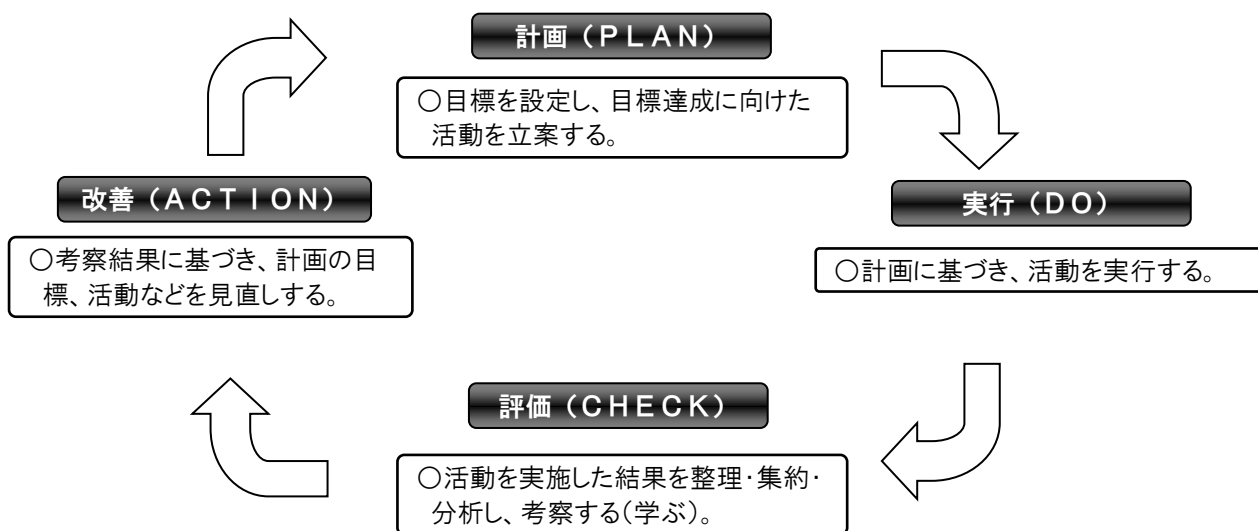 計画（ＰＬＡＮ）
○目標を設定し、目標達成に向けた
活動を立案する。
改善（ＡＣＴＩＯＮ）
○考察結果に基づき、計画の目
標、活動などを見直しする。
実行（ＤＯ）
○計画に基づき、活動を実行する。
評価（ＣＨＥＣＫ）
○活動を実施した結果を整理・集約・
分析し、考察する（学ぶ）。